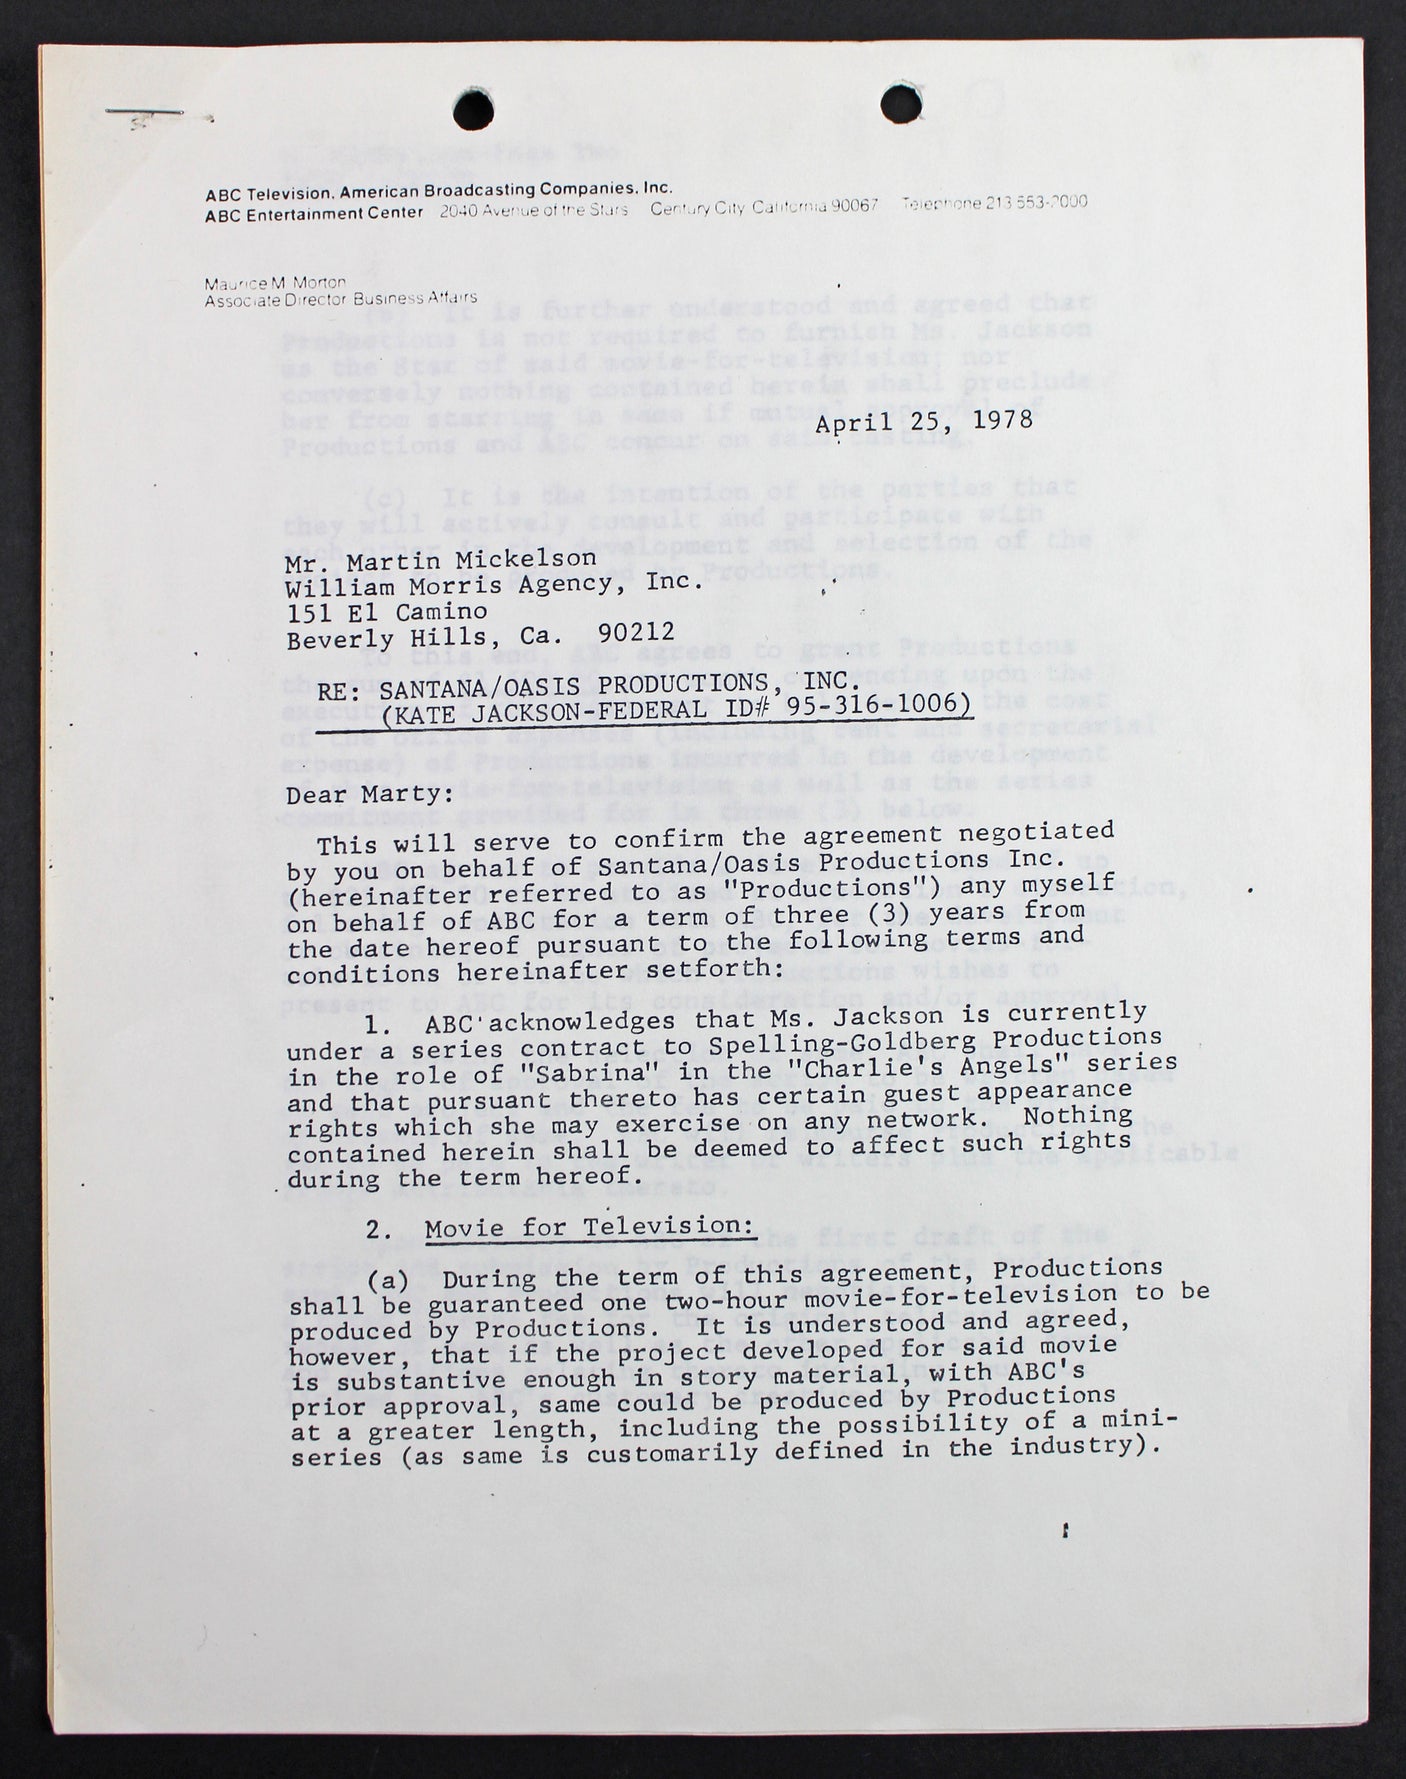 ABC Television, American Broadcasting Companies, Inc.
ABC Entertainment Center 2040 Avenue of the Stars Century City California 90067 Telephone 213 553-2000
Maurice M Morton
Associate Director Business Affairs
April 25, 1978
Mr. Martin Mickelson
William Morris Agency, Inc.
151 El Camino
Beverly Hills, Ca. 90212
RE: SANTANA/OASIS PRODUCTIONS, INC.
(KATE JACKSON-FEDERAL ID# 95-316-1006)
Dear Marty:
This will serve to confirm the agreement negotiated
by you on behalf of Santana/Oasis Productions Inc.
(hereinafter referred to as "Productions") any myself
on behalf of ABC for a term of three (3) years from
the date hereof pursuant to the following terms and
conditions hereinafter setforth:
1. ABC acknowledges that Ms. Jackson is currently
under a series contract to Spelling-Goldberg Productions
in the role of "Sabrina" in the "Charlie's Angels" series
and that pursuant thereto has certain guest appearance
rights which she may exercise on any network. Nothing
contained herein shall be deemed to affect such rights
during the term hereof.
2. Movie for Television:
(a) During the term of this agreement, Productions
shall be guaranteed one two-hour movie-for-television to be
produced by Productions. It is understood and agreed,
however, that if the project developed for said movie
is substantive enough in story material, with ABC's
prior approval, same could be produced by Productions
at a greater length, including the possibility of a mini-
series (as same is customarily defined in the industry).